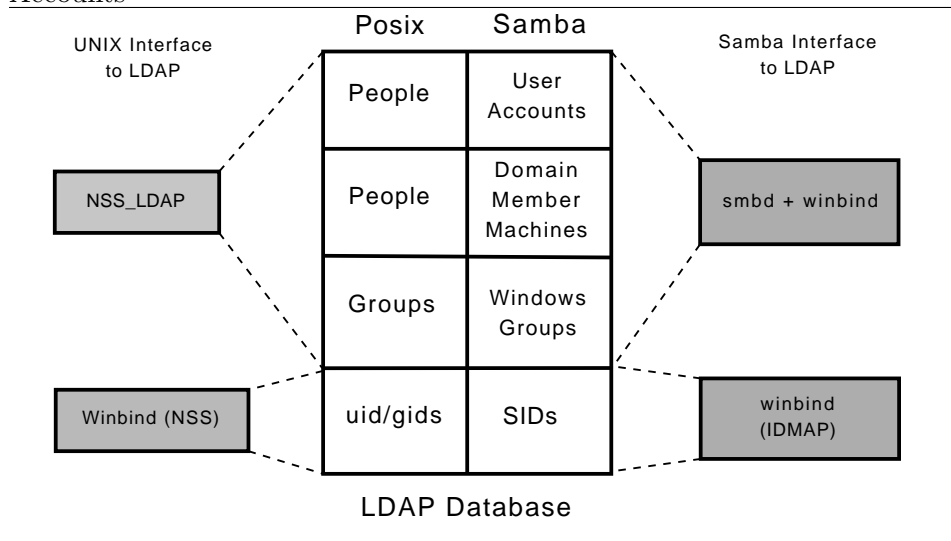 Accounts
Posix
Samba
UNIX Interface
to LDAP
Samba Interface
to LDAP
People
User
Accounts
NSS_LDAP
People
Domain
Member
Machines
smbd + winbind
Groups
Windows
Groups
Winbind (NSS)
uid/gids
SIDs
winbind
(IDMAP)
LDAP Database